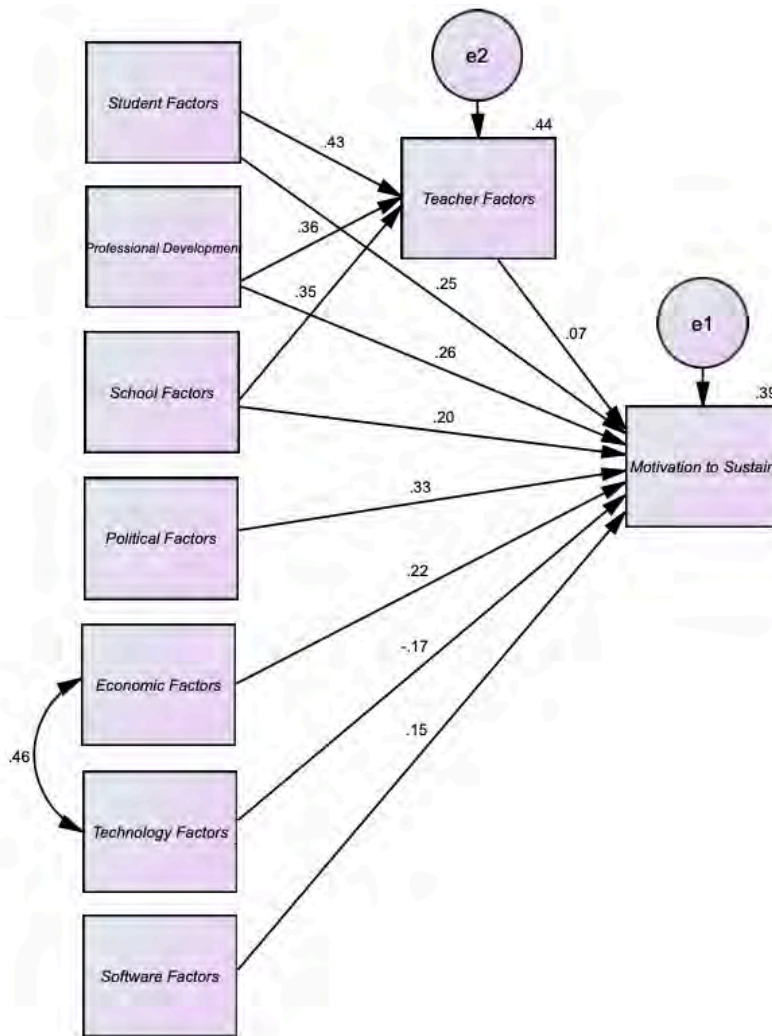 e2
Student Factors
.44
.43
Teacher Factors
Professional Development
.36
.25
.35
.07
e1
.26
School Factors
.20
.39
Motivation to Sustain
.33
Political Factors
.22
-.17
Economic Factors
.15
.46
Technology Factors
Software Factors